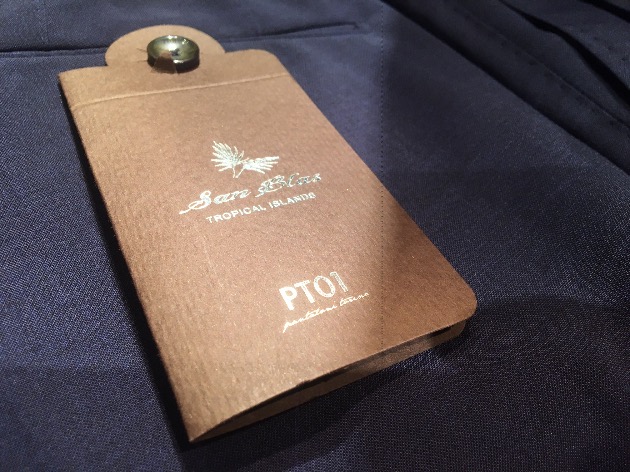 San Blas
TROPICAL ISLANDS
PT01
pantaloni torino